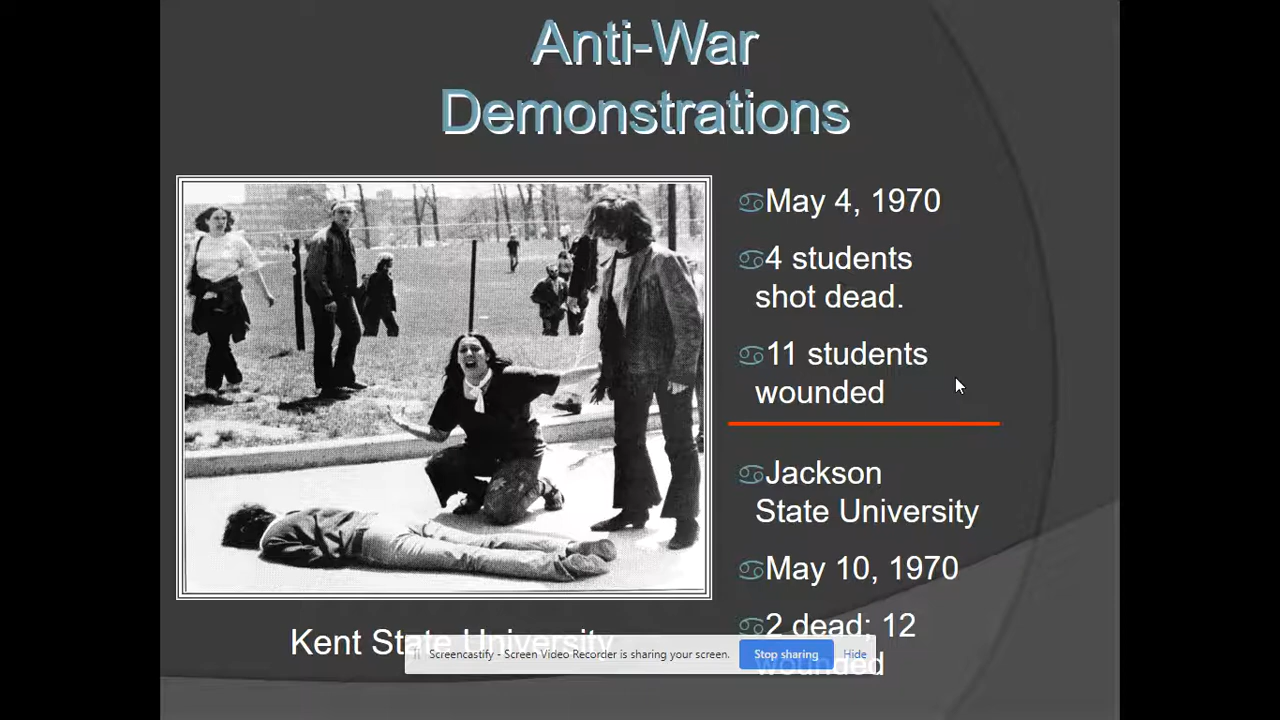 Anti-War
Demonstrations
May 4, 1970
4 students
shot dead.
11 students
wounded
Jackson
State University
May 10, 1970
2 dead; 12
wounded
Kent State University
Screencastify - Screen Video Recorder is sharing your screen.
Stop sharing
Hide